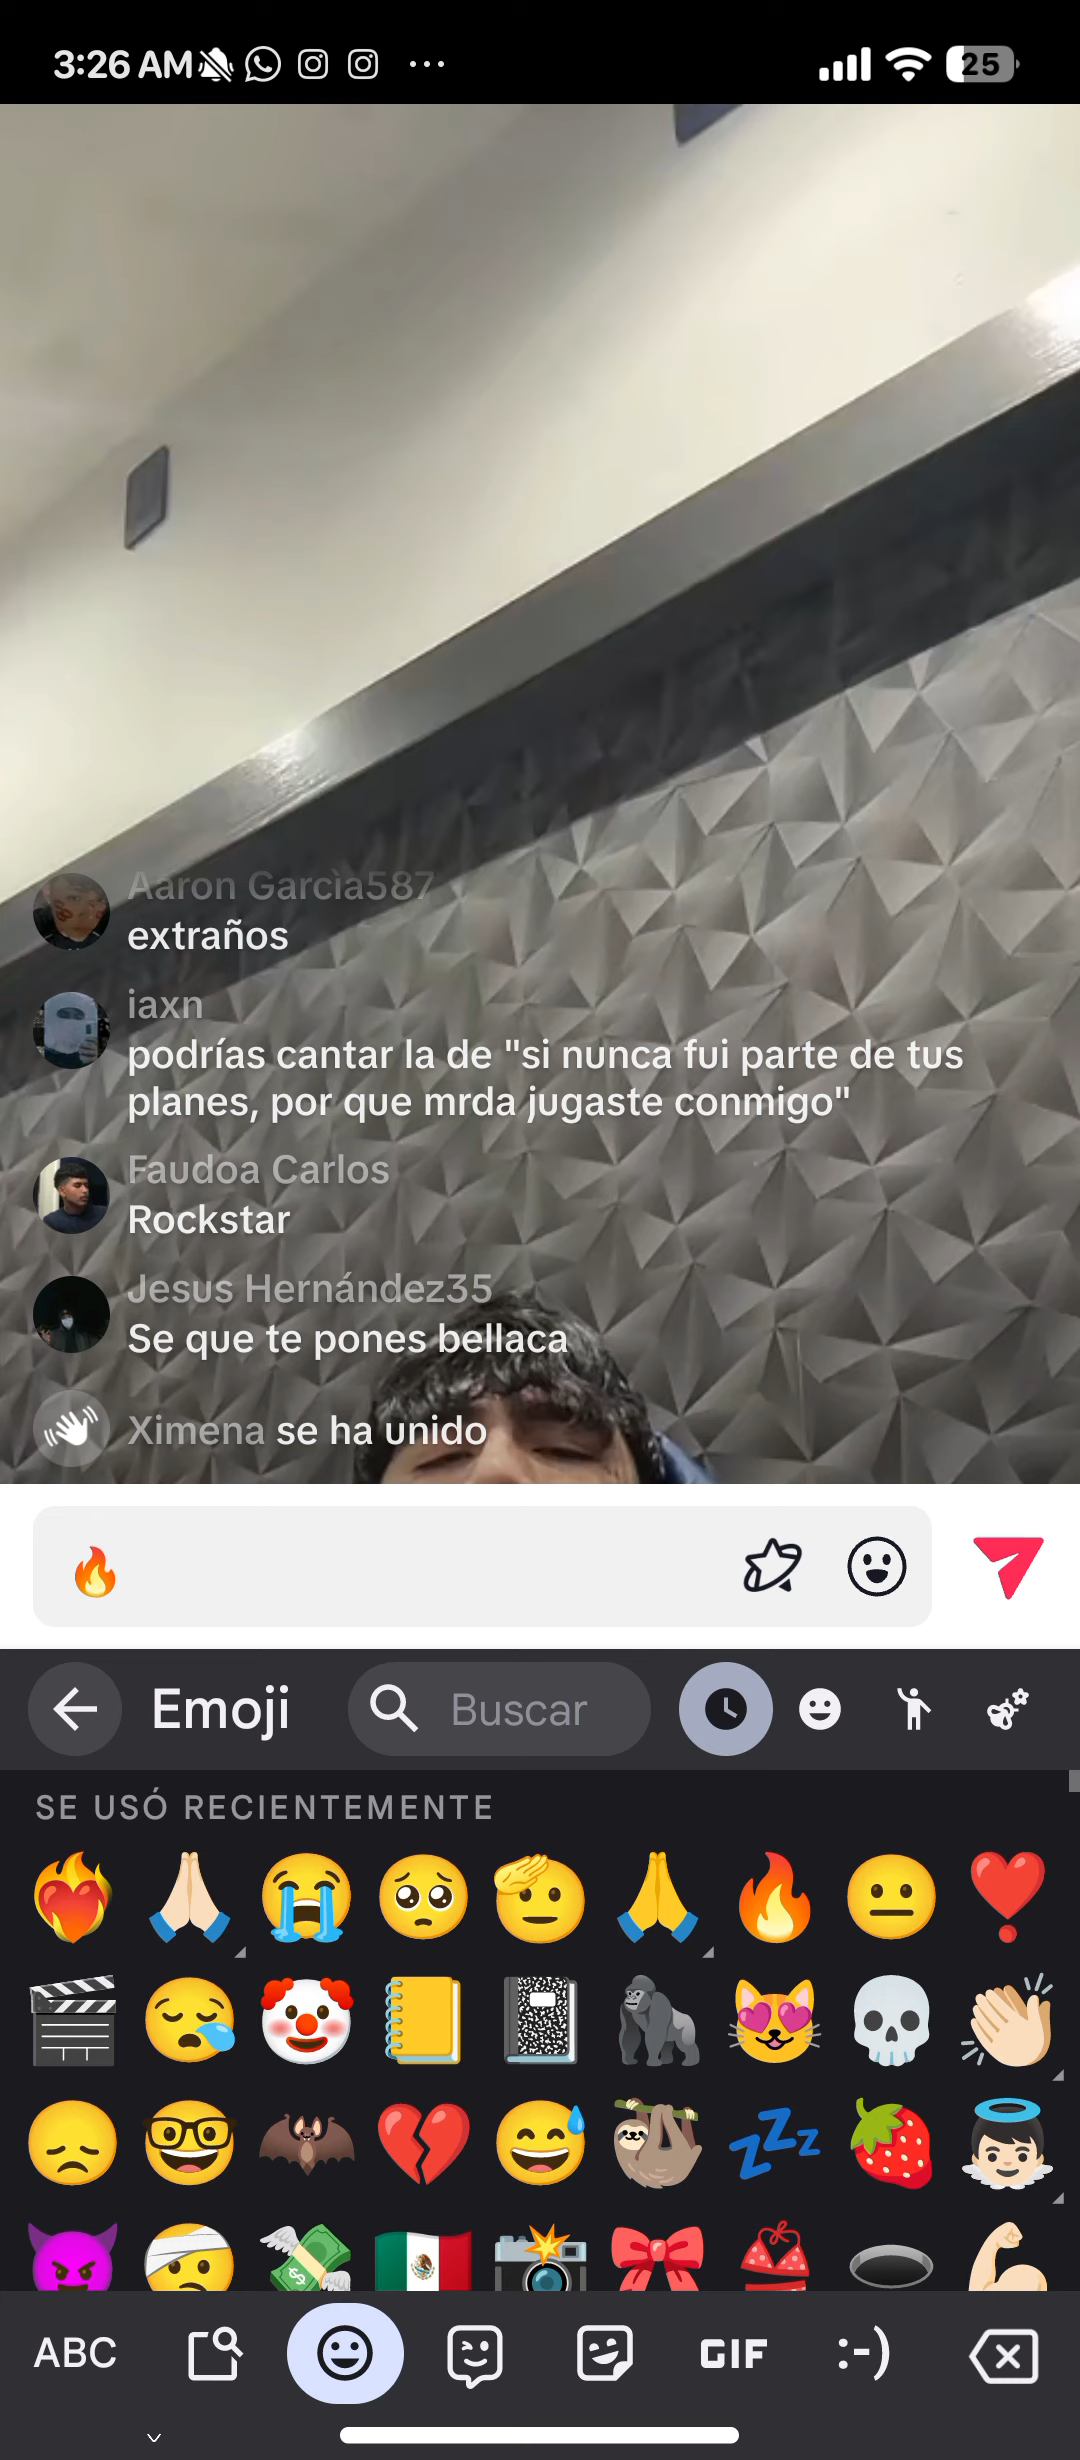 3:26 AM
25
Aaron Garcìa587
extraños
iaxn
podrías cantar la de "si nunca fui parte de tus
planes, por que mrda jugaste conmigo"
Faudoa Carlos
Rockstar
Jesus Hernández35
Se que te pones bellaca
Ximena se ha unido
Emoji
Buscar
SE USÓ RECIENTEMENTE
ABC
GIF
:-)